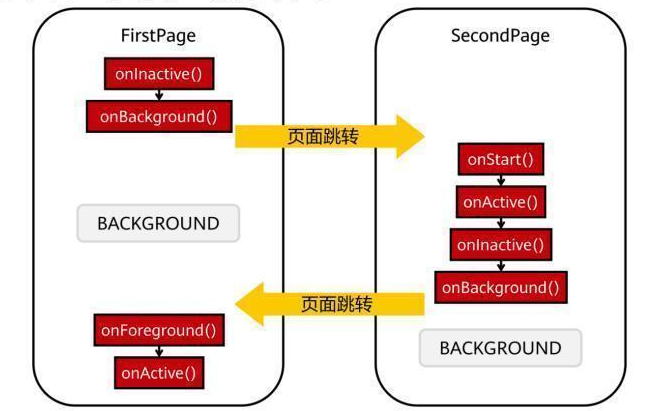 FirstPage
onInactive()
onBackground()
BACKGROUND
onForeground()
onActive()
页面跳转
页面跳转
SecondPage
onStart()
onActive()
onInactive()
onBackground()
BACKGROUND